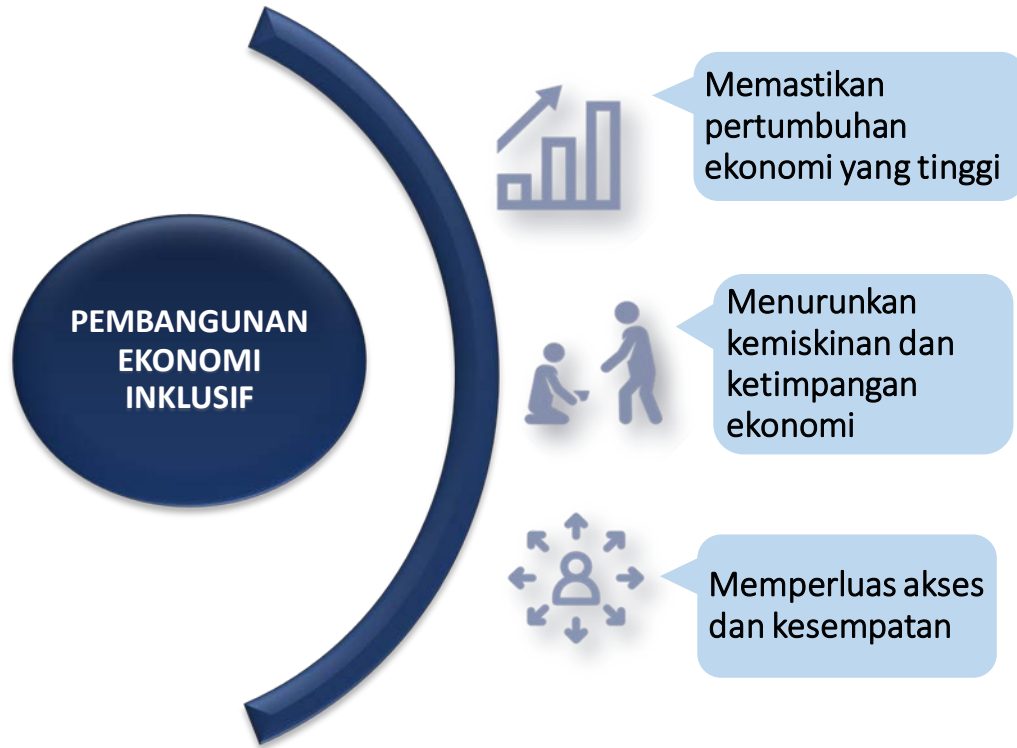 PEMBANGUNAN
EKONOMI
INKLUSIF
Memastikan
pertumbuhan
ekonomi yang tinggi
Menurunkan
kemiskinan dan
ketimpangan
ekonomi
Memperluas akses
dan kesempatan